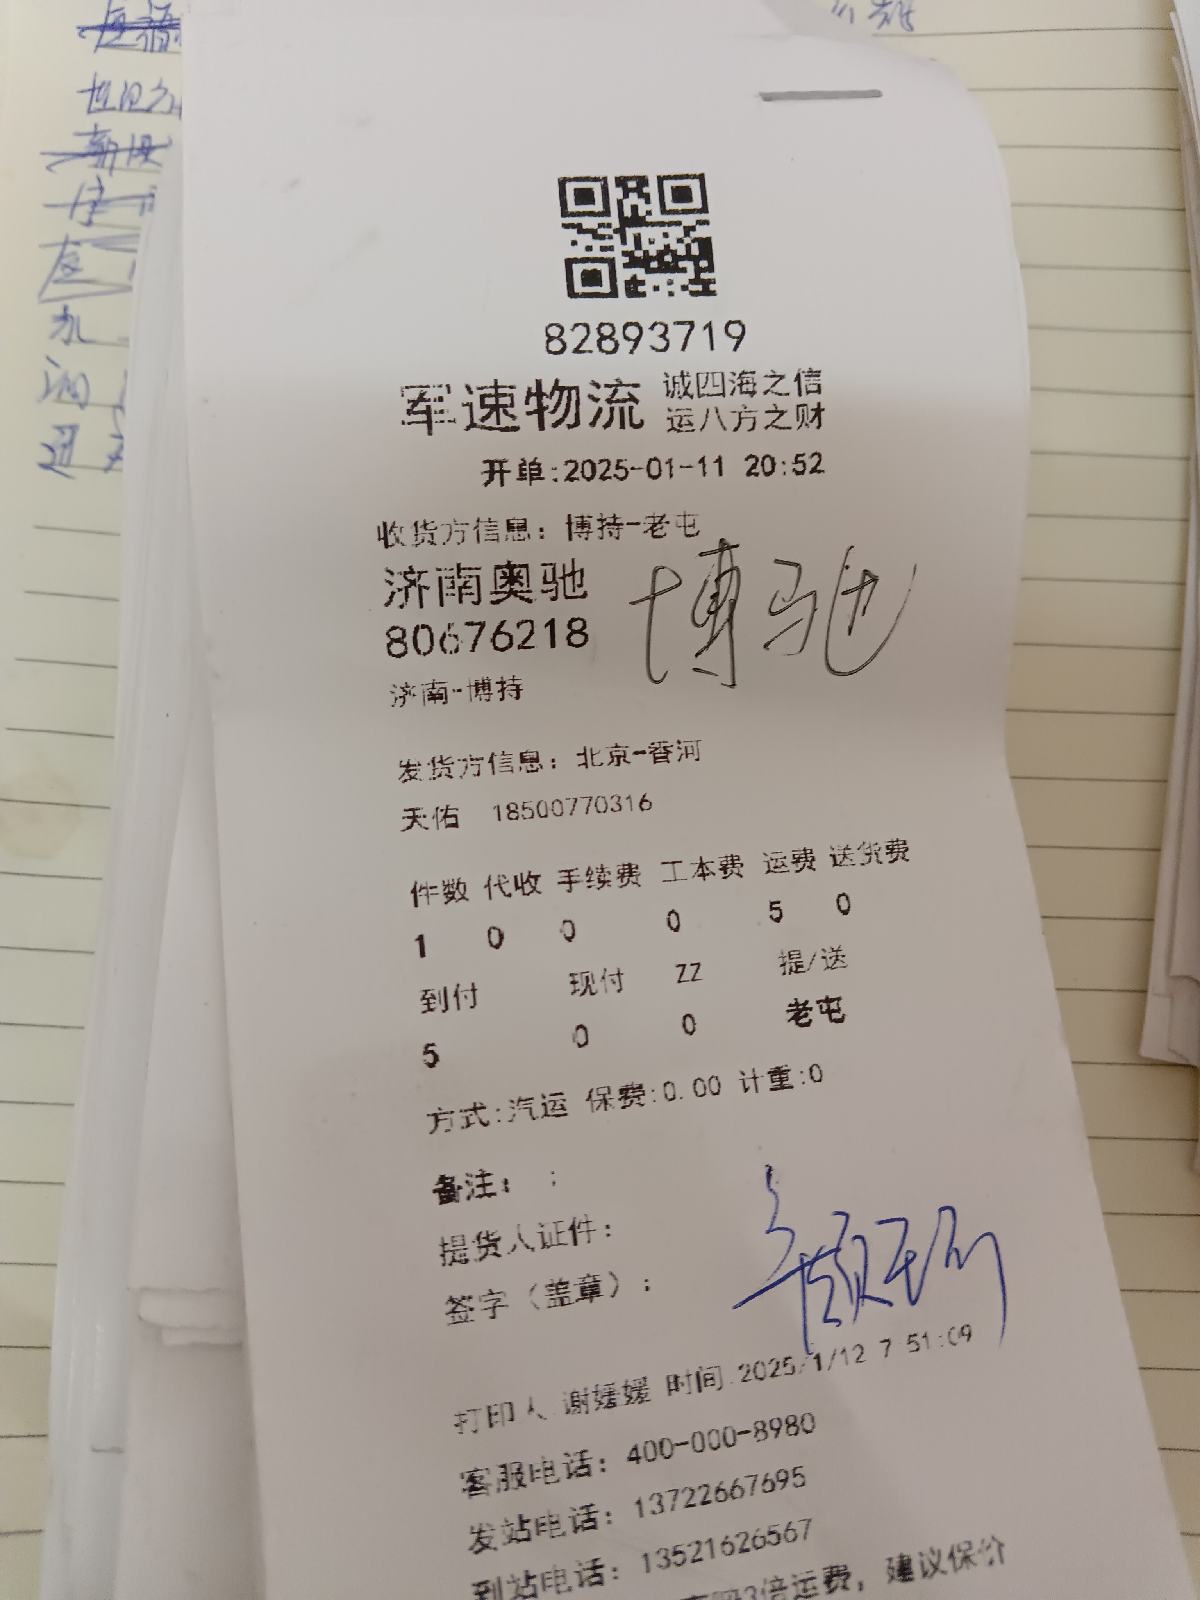 82893719
军速物流 诚四海之信
运八方之财
开单:2025-01-11 20:52
收货方信息: 博持-老屯
济南奥驰
80676218
博驰
济南-博持
发货方信息: 北京-香河
天佑 18500770316
件数 代收 手续费 工本费 运费 送货费
1 0 0 0 5 0
到付 现付 ZZ 提/送
5 0 0 老屯
方式:汽运 保费:0.00 计重:0
备注: :
提货人证件:
签字（盖章）:
打印人 谢媛媛 时间 2025/1/12 7 51:09
客服电话: 400-000-8980
发站电话: 13722667695
到站电话: 13521626567
3倍运费, 建议保价